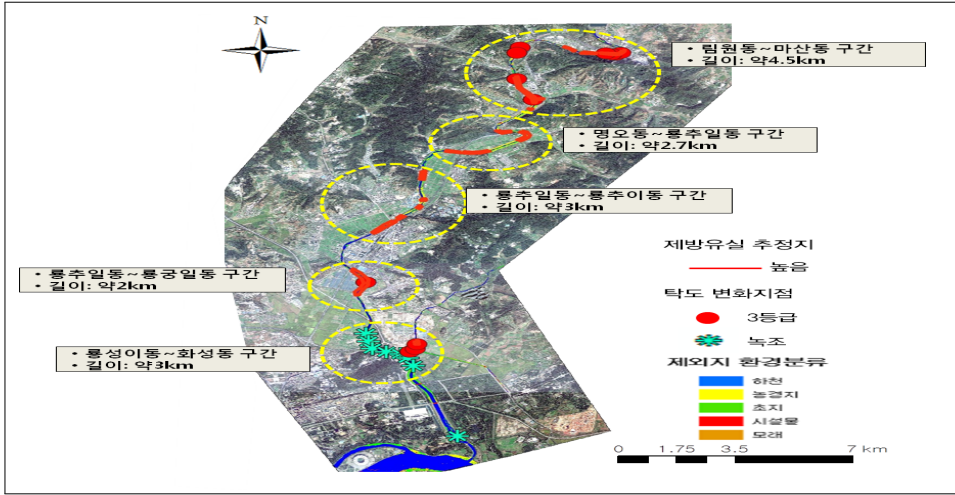 N
• 림원동~마산동 구간
• 길이: 약4.5km
• 명오동~룡추일동 구간
• 길이: 약2.7km
• 룡추일동~룡추이동 구간
• 길이: 약3km
• 룡추일동~룡궁일동 구간
• 길이: 약2km
• 룡성이동~화성동 구간
• 길이: 약3km
제방유실 추정지
높음
탁도 변화지점
3등급
녹조
제외지 환경분류
하천
농경지
초지
시설물
모래
0 1.75 3.5 7 km